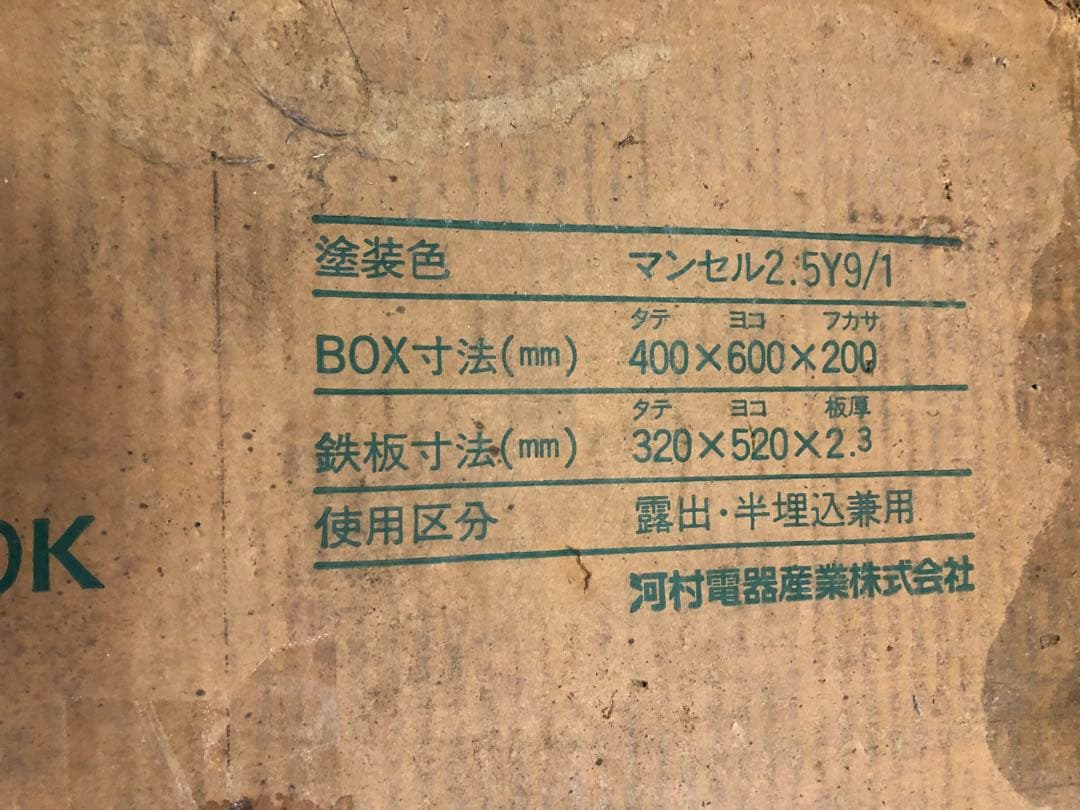 塗装色 マンセル2.5Y9/1
タテ ヨコ フカサ
BOX寸法(mm) 400×600×200
タテ ヨコ 板厚
鉄板寸法(mm) 320×520×2.3
使用区分 露出・半埋込兼用
河村電器産業株式会社
OK